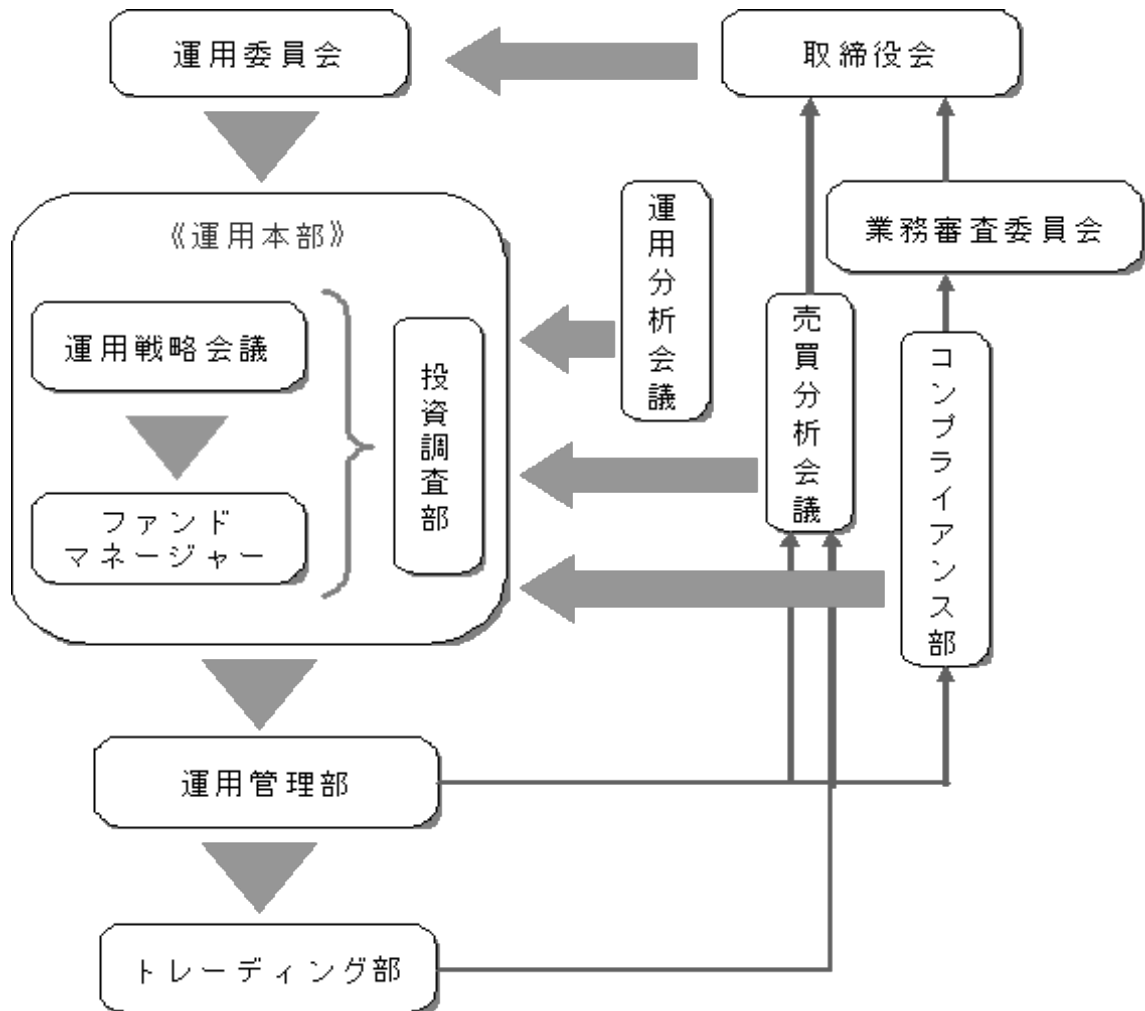 運用委員会
取締役会
業務審査委員会
《運用本部》
運用分析会議
運用戦略会議
投資調査部
売買分析会議
コンプライアンス部
ファンド
マネージャー
運用管理部
トレーディング部